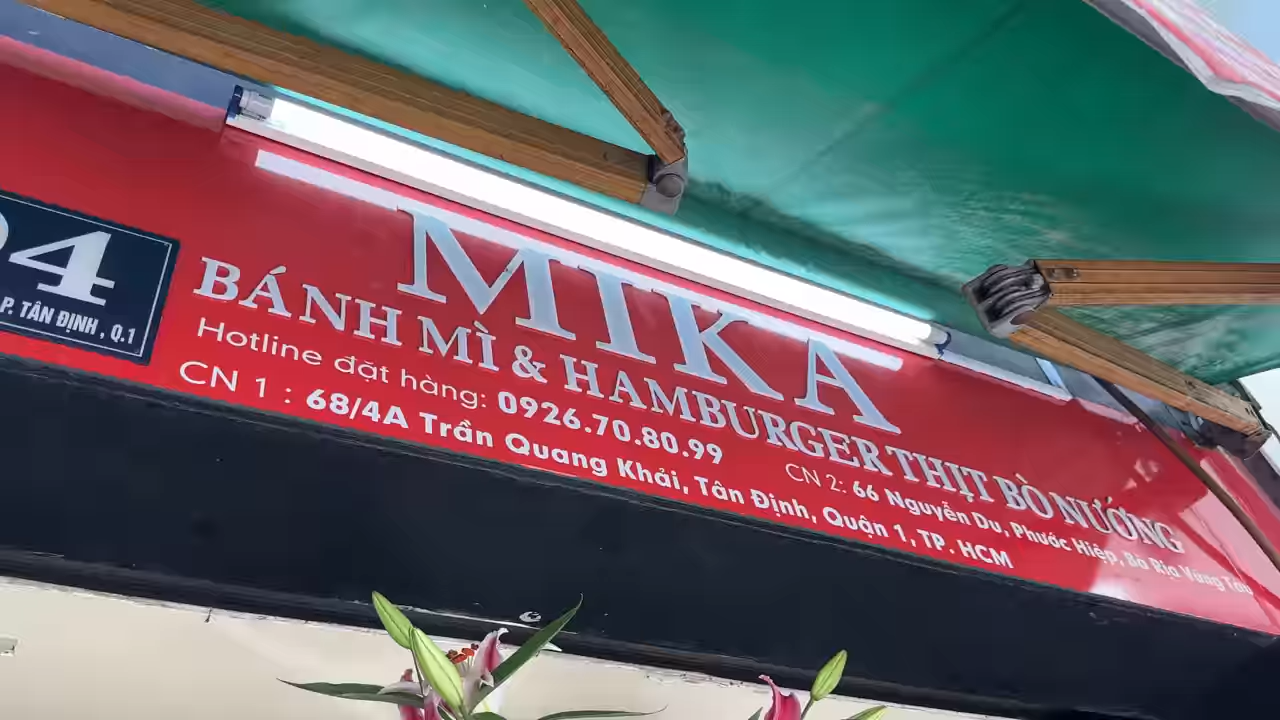 4
P. TÂN ĐỊNH, Q.1
MIKA
BÁNH MÌ & HAMBURGER THỊT BÒ NƯỚNG
Hotline đặt hàng: 0926.70.80.99
CN 1 : 68/4A Trần Quang Khải, Tân Định, Quận 1, TP. HCM
CN 2: 66 Nguyễn Du, Phước Hiệp, Bà Rịa Vũng Tàu